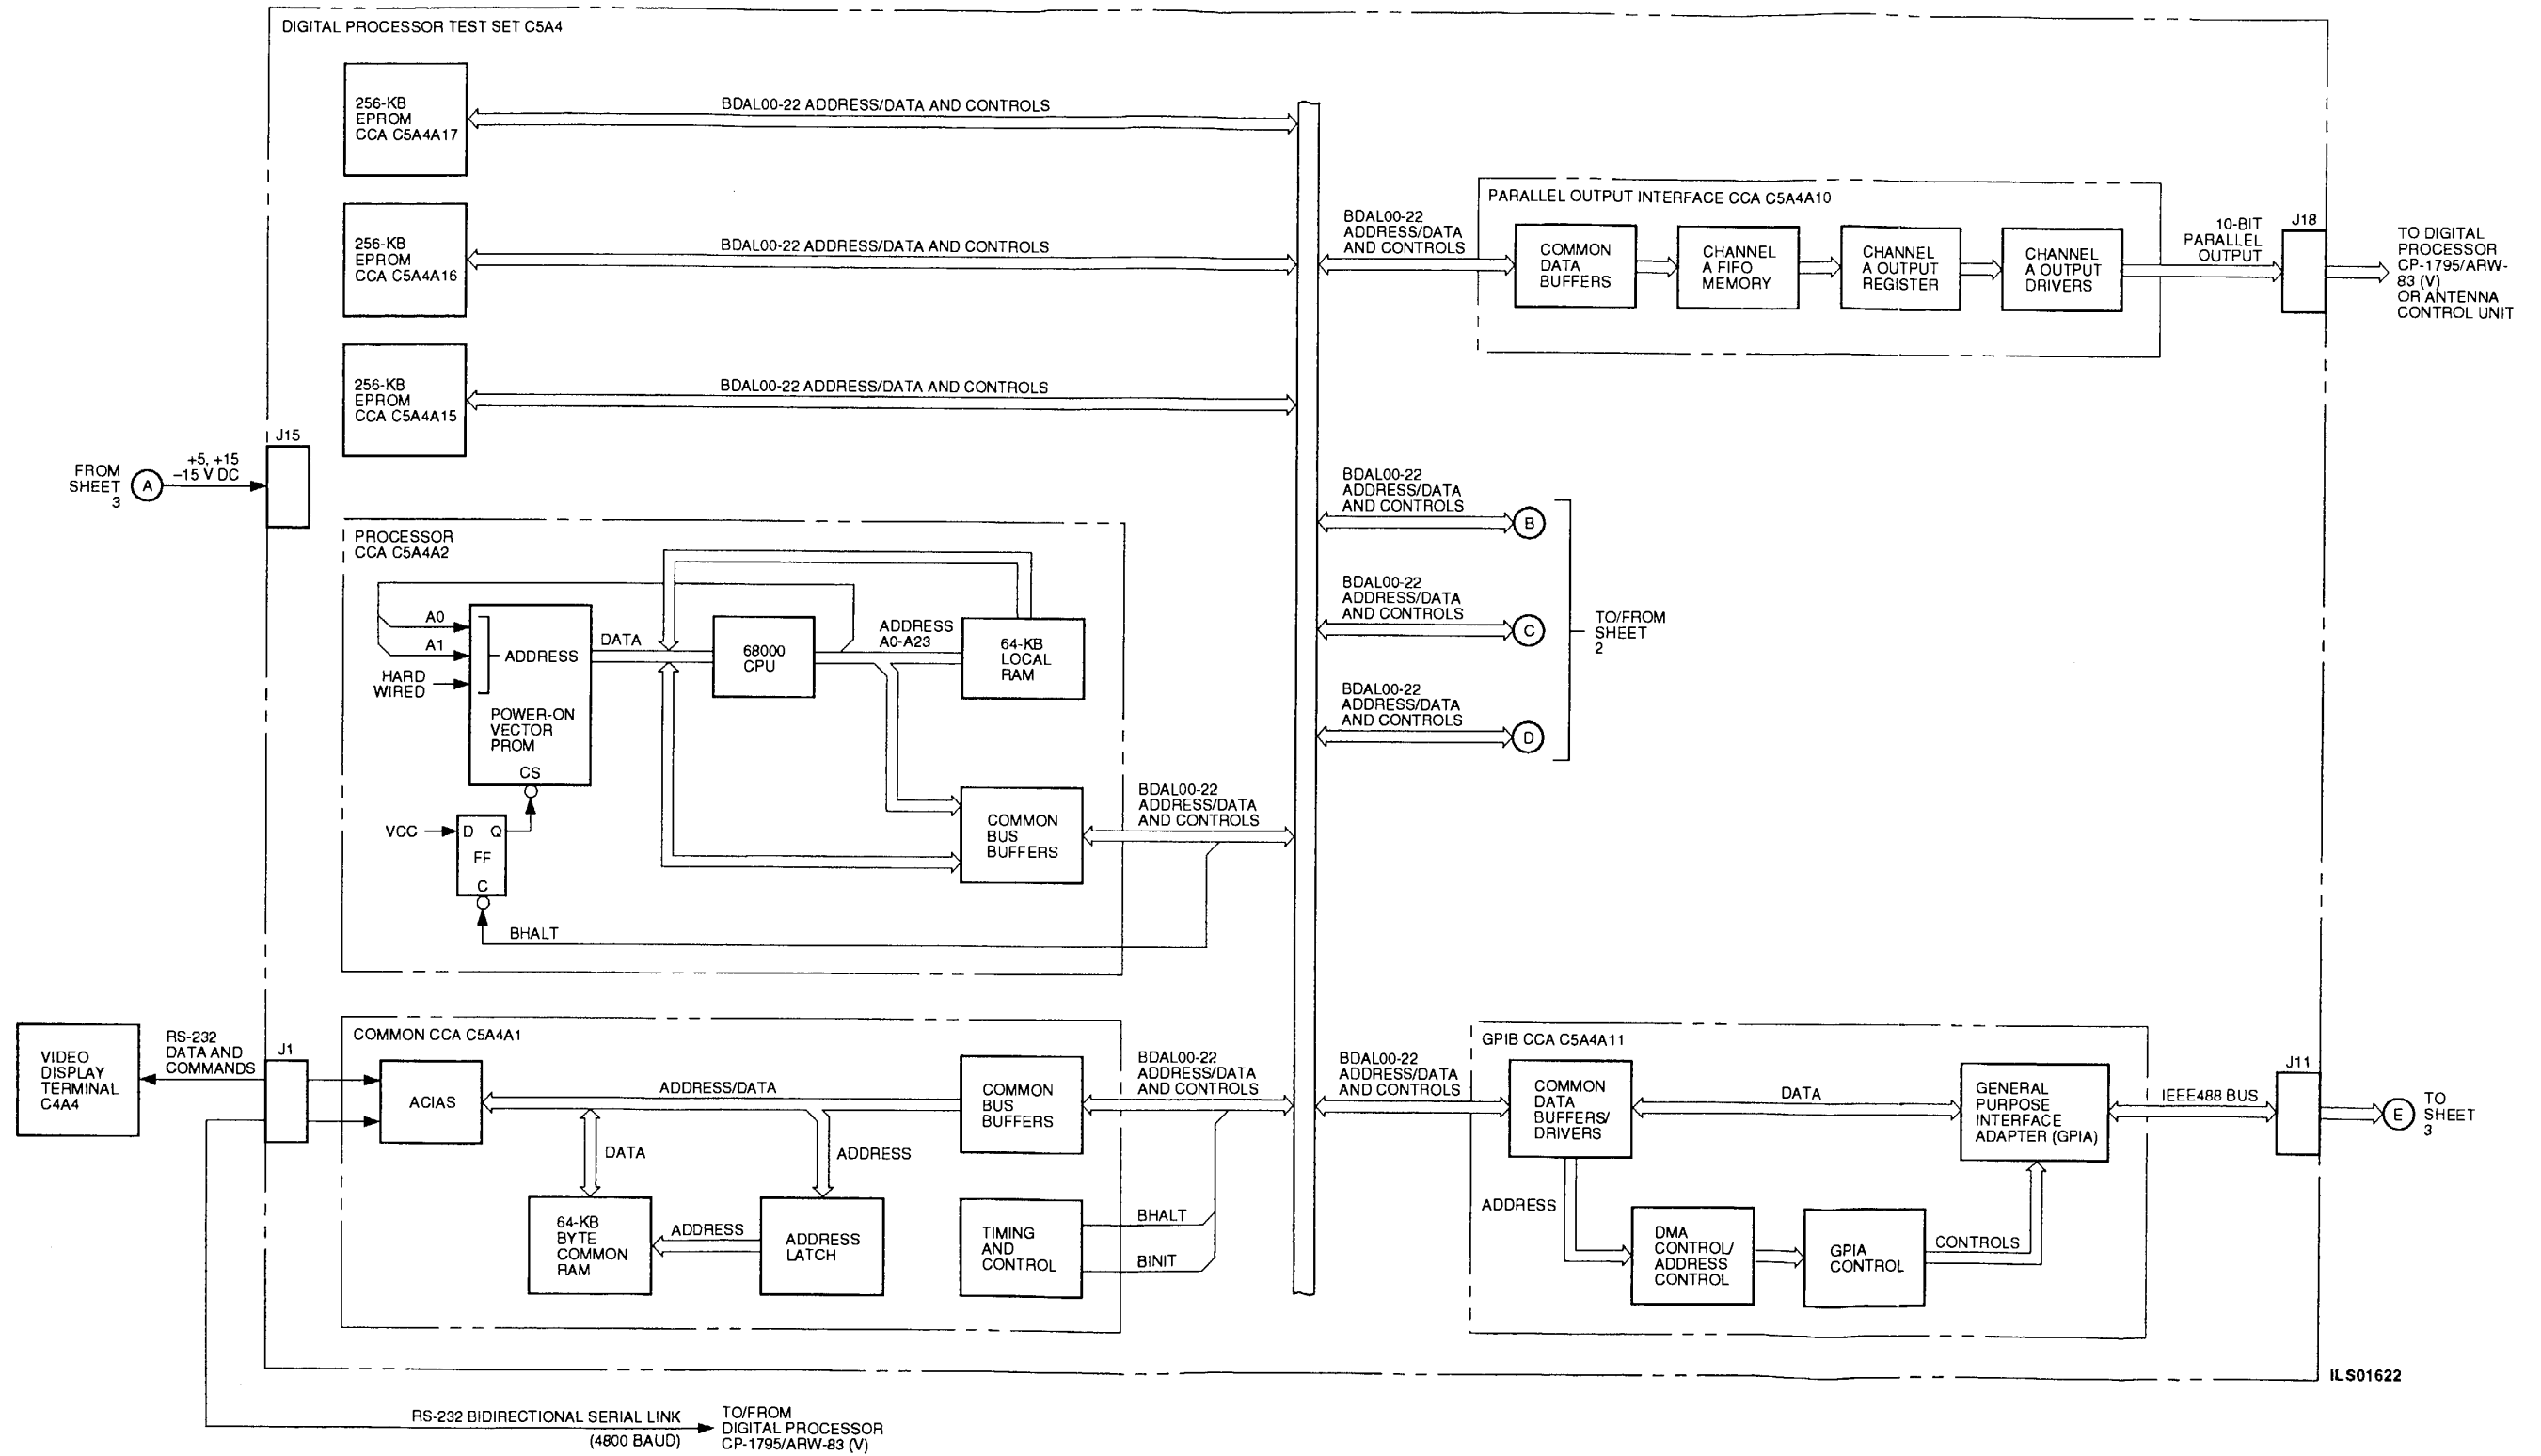 DIGITAL PROCESSOR TEST SET C5A4
256-KB
EPROM
CCA C5A4A17
BDAL00-22 ADDRESS/DATA AND CONTROLS
256-KB
EPROM
CCA C5A4A16
BDAL00-22 ADDRESS/DATA AND CONTROLS
256-KB
EPROM
CCA C5A4A15
BDAL00-22 ADDRESS/DATA AND CONTROLS
BDAL00-22
ADDRESS/DATA
AND CONTROLS
PARALLEL OUTPUT INTERFACE CCA C5A4A10
COMMON
DATA
BUFFERS
CHANNEL
A FIFO
MEMORY
CHANNEL
A OUTPUT
REGISTER
CHANNEL
A OUTPUT
DRIVERS
10-BIT
PARALLEL
OUTPUT
J18
TO DIGITAL
PROCESSOR
CP-1795/ARW-
83 (V)
OR ANTENNA
CONTROL UNIT
FROM
SHEET
3
A
+5, +15
–15 V DC
J15
BDAL00-22
ADDRESS/DATA
AND CONTROLS
B
BDAL00-22
ADDRESS/DATA
AND CONTROLS
C
BDAL00-22
ADDRESS/DATA
AND CONTROLS
D
TO/FROM
SHEET
2
PROCESSOR
CCA C5A4A2
A0
A1
HARD
WIRED
ADDRESS
POWER-ON
VECTOR
PROM
CS
DATA
68000
CPU
ADDRESS
A0-A23
64-KB
LOCAL
RAM
VCC
D Q
FF
C
COMMON
BUS
BUFFERS
BDAL00-22
ADDRESS/DATA
AND CONTROLS
BHALT
VIDEO
DISPLAY
TERMINAL
C4A4
RS-232
DATA AND
COMMANDS
J1
COMMON CCA C5A4A1
ACIAS
ADDRESS/DATA
COMMON
BUS
BUFFERS
BDAL00-22
ADDRESS/DATA
AND CONTROLS
DATA
ADDRESS
64-KB
BYTE
COMMON
RAM
ADDRESS
ADDRESS
LATCH
TIMING
AND
CONTROL
BHALT
BINIT
BDAL00-22
ADDRESS/DATA
AND CONTROLS
GPIB CCA C5A4A11
COMMON
DATA
BUFFERS/
DRIVERS
DATA
GENERAL
PURPOSE
INTERFACE
ADAPTER (GPIA)
IEEE488 BUS
J11
E
TO
SHEET
3
ADDRESS
DMA
CONTROL/
ADDRESS
CONTROL
GPIA
CONTROL
CONTROLS
ILS01622
RS-232 BIDIRECTIONAL SERIAL LINK
(4800 BAUD)
TO/FROM
DIGITAL PROCESSOR
CP-1795/ARW-83 (V)